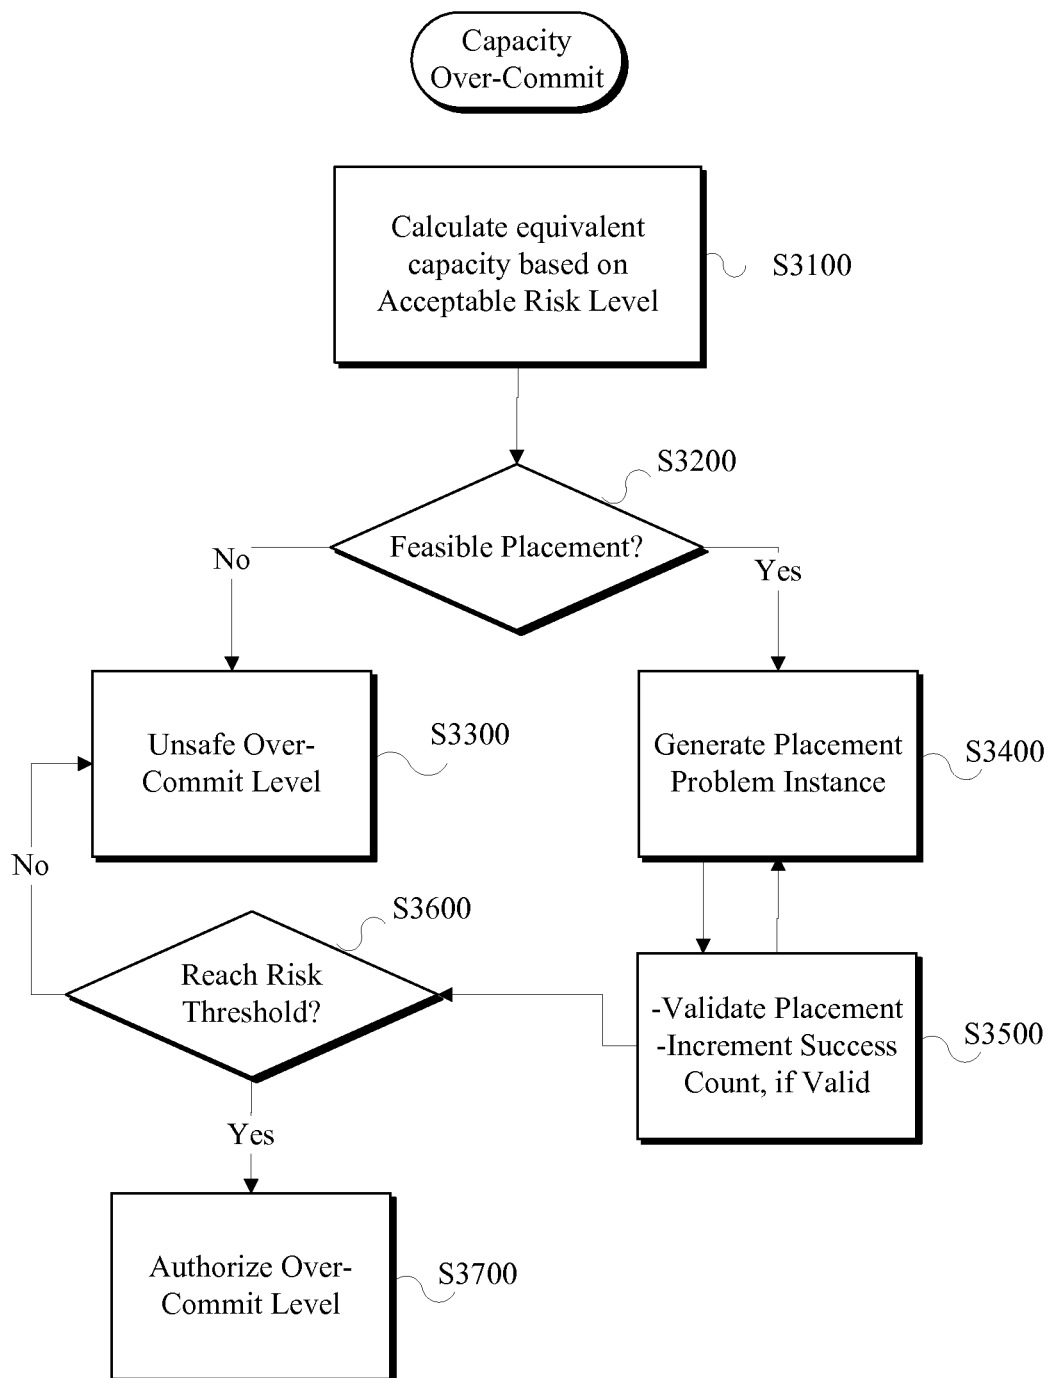 Capacity
Over-Commit
Calculate equivalent
capacity based on
Acceptable Risk Level
S3100
S3200
Feasible Placement?
No
Yes
Unsafe Over-
Commit Level
S3300
Generate Placement
Problem Instance
S3400
No
S3600
Reach Risk
Threshold?
-Validate Placement
-Increment Success
Count, if Valid
S3500
Yes
Authorize Over-
Commit Level
S3700